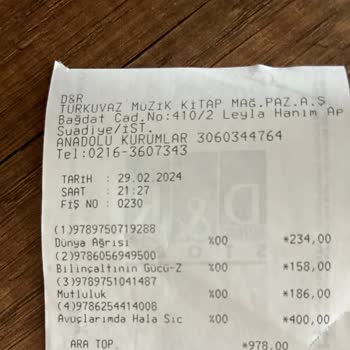 D&R
TURKUVAZ MÜZİK KİTAP MAĞ.PAZ.A.Ş
Bağdat Cad.No:410/2 Leyla Hanım Ap
Suadiye/İST.
ANADOLU KURUMLAR 3060344764
Tel:0216-3607343
TARİH : 29.02.2024
SAAT : 21:27
FİŞ NO : 0230
(1)9789750719288
Dünya Ağrısı %00 *234,00
(2)9786056949500
Bilinçaltının Gücü-Z %00 *158,00
(3)9789751041487
Mutluluk %00 *186,00
(4)9786254414008
Avuçlarımda Hala Sıc %00 *400,00
ARA TOP. *978.00